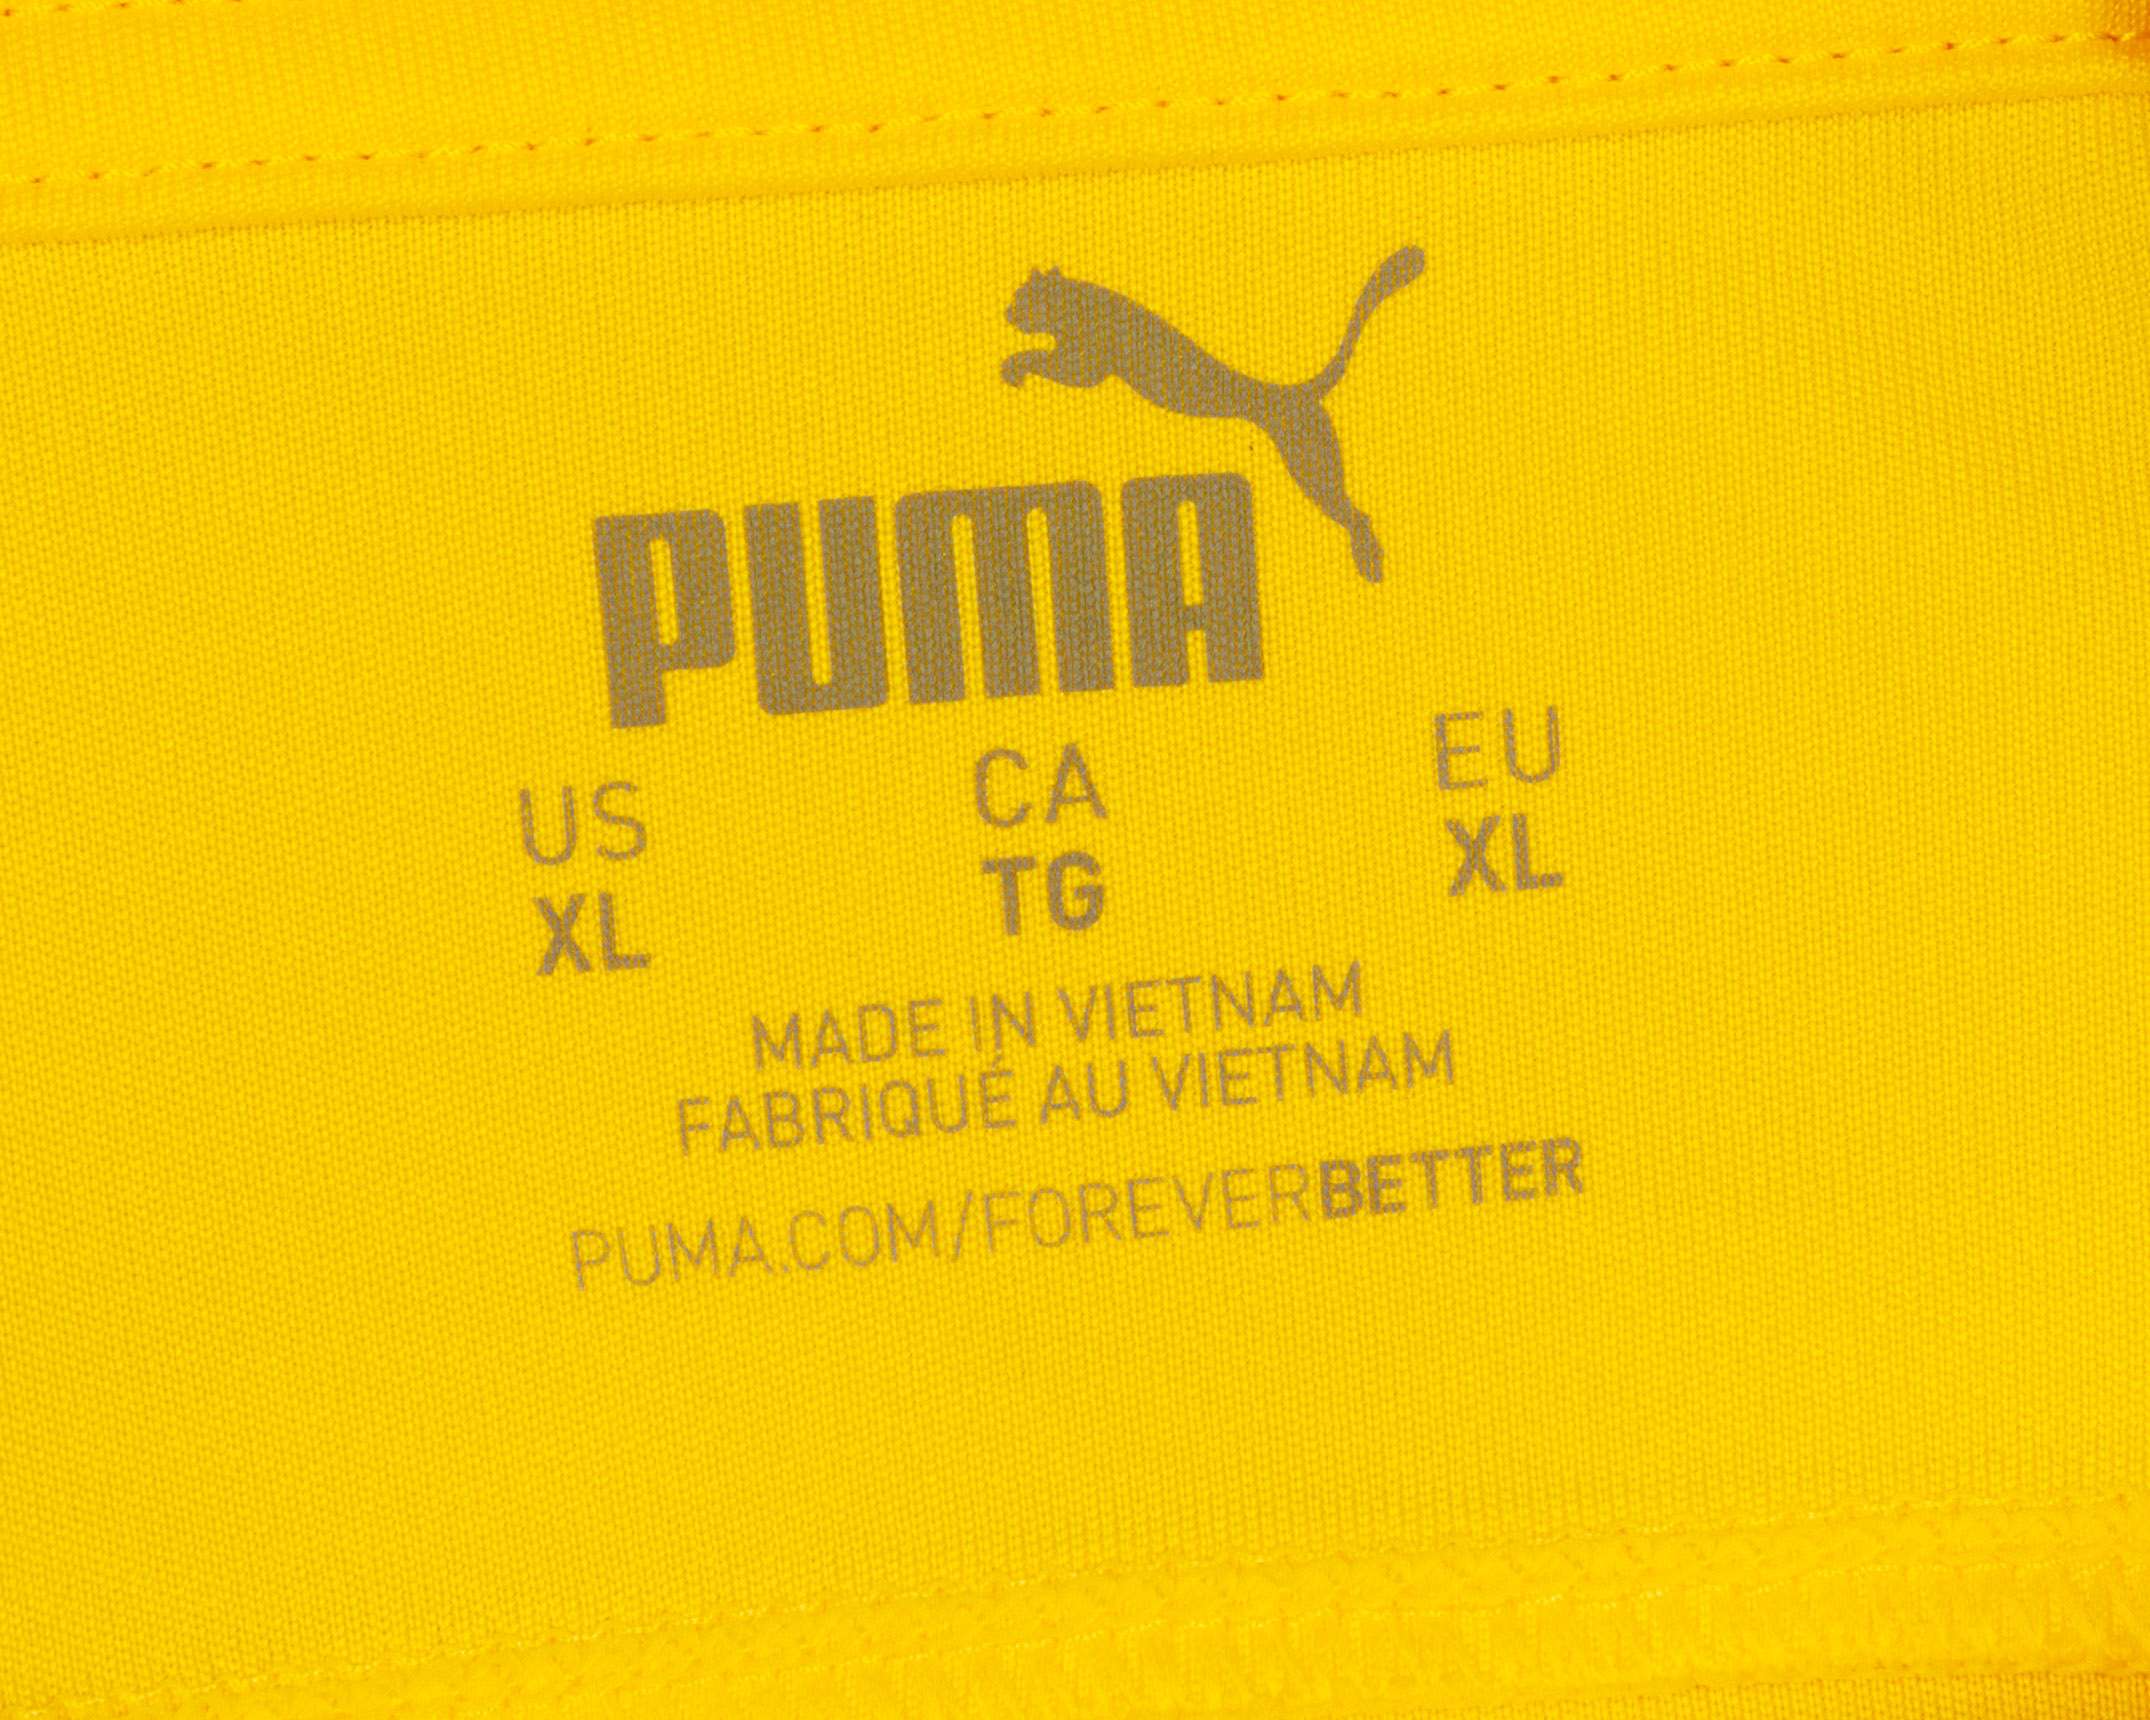 PUMA
US CA EU
XL TG XL
MADE IN VIETNAM
FABRIQUÉ AU VIETNAM
PUMA.COM/FOREVERBETTER